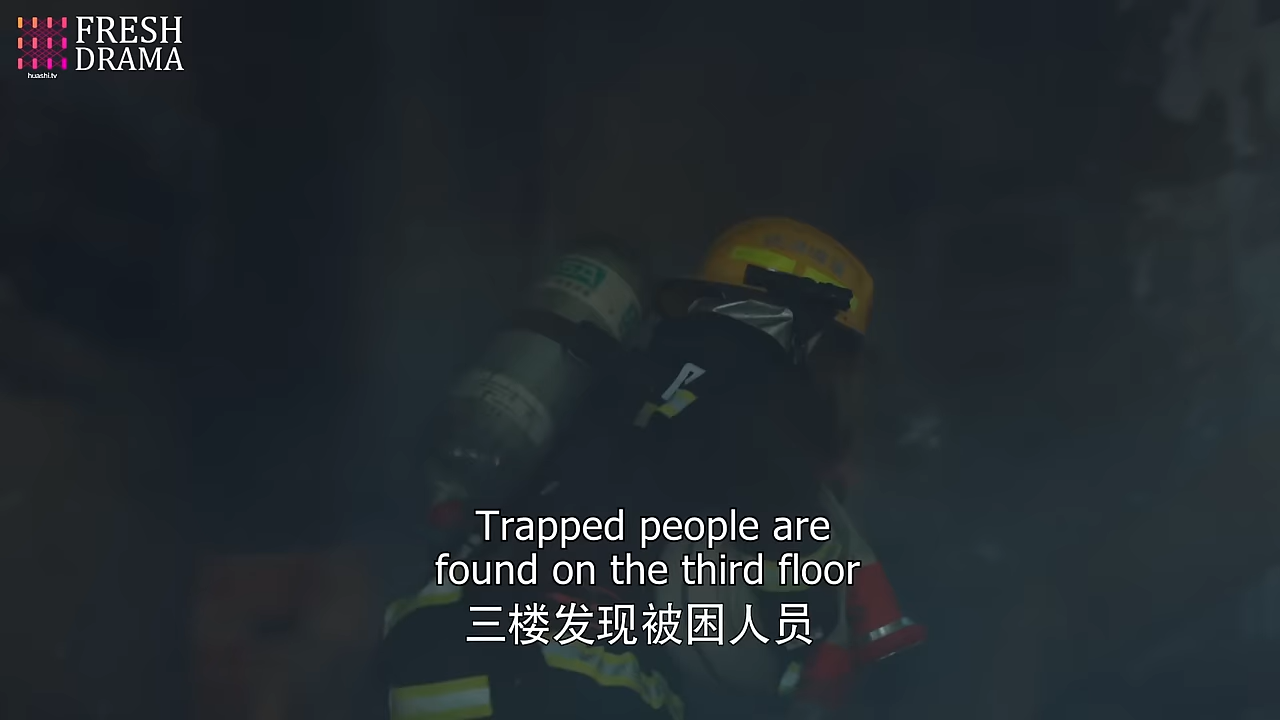 FRESH
DRAMA
huashi.tv
Trapped people are
found on the third floor
三楼发现被困人员